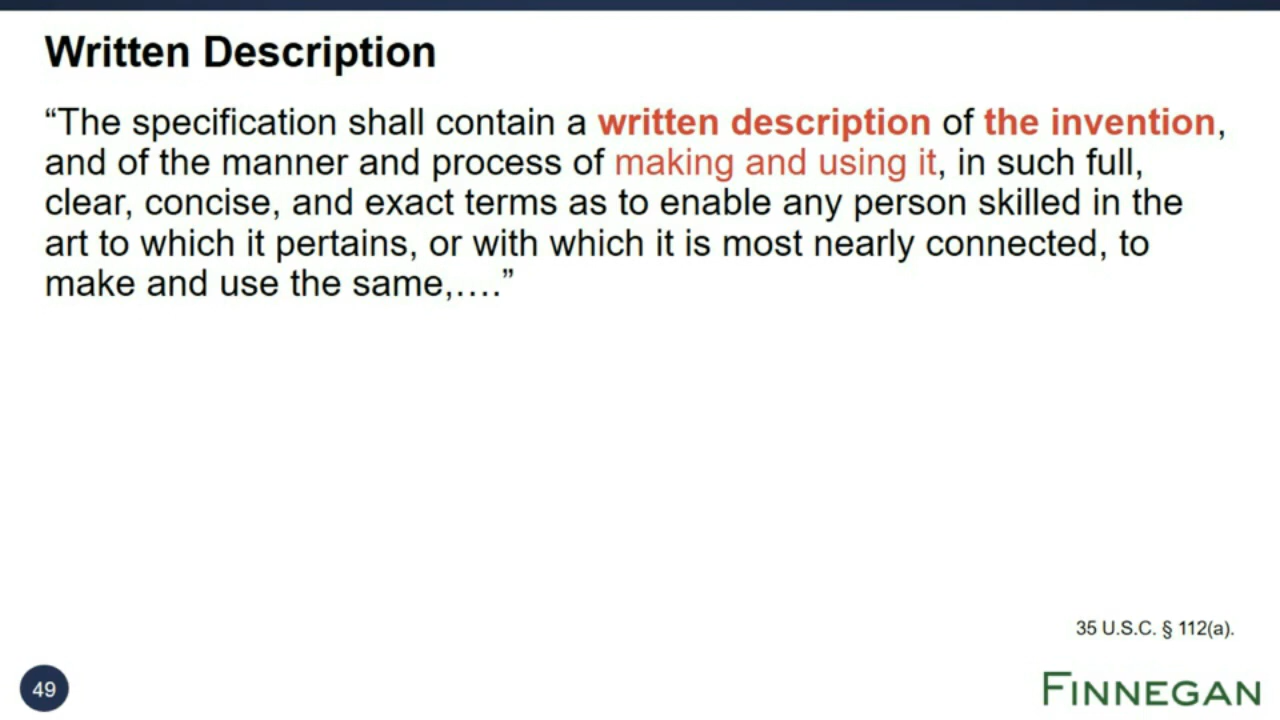 Written Description
“The specification shall contain a written description of the invention,
and of the manner and process of making and using it, in such full,
clear, concise, and exact terms as to enable any person skilled in the
art to which it pertains, or with which it is most nearly connected, to
make and use the same,….”
35 U.S.C. § 112(a).
49
FINNEGAN